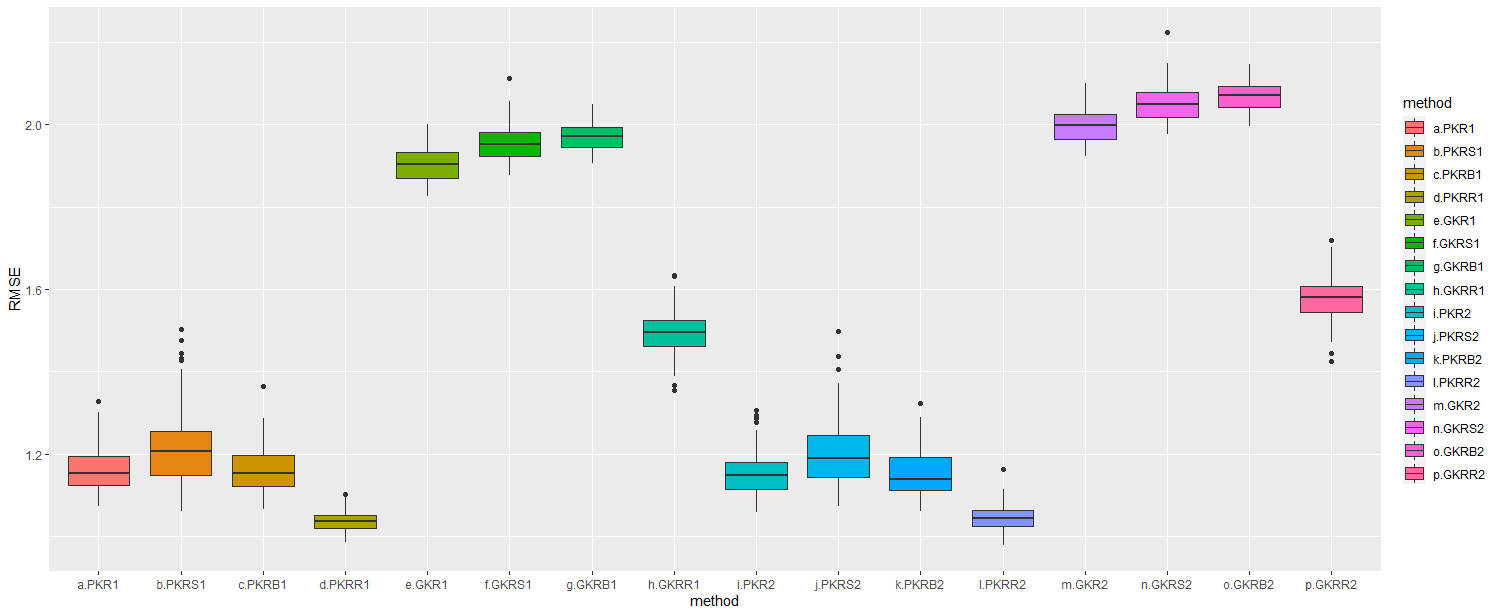 RMSE
2.0
1.6
1.2
a.PKR1 b.PKRS1 c.PKRB1 d.PKRR1 e.GKR1 f.GKRS1 g.GKRB1 h.GKRR1 i.PKR2 j.PKRS2 k.PKRB2 l.PKRR2 m.GKR2 n.GKRS2 o.GKRB2 p.GKRR2
method
method
a.PKR1
b.PKRS1
c.PKRB1
d.PKRR1
e.GKR1
f.GKRS1
g.GKRB1
h.GKRR1
i.PKR2
j.PKRS2
k.PKRB2
l.PKRR2
m.GKR2
n.GKRS2
o.GKRB2
p.GKRR2